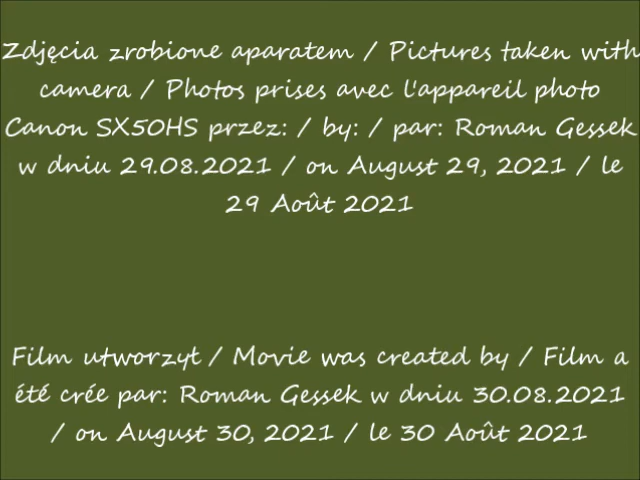 Zdjęcia zrobione aparatem / Pictures taken with
camera / Photos prises avec l'appareil photo
Canon SX50HS przez: / by: / par: Roman Gessek
w dniu 29.08.2021 / on August 29, 2021 / le
29 Août 2021
Film utworzył / Movie was created by / Film a
été crée par: Roman Gessek w dniu 30.08.2021
/ on August 30, 2021 / le 30 Août 2021